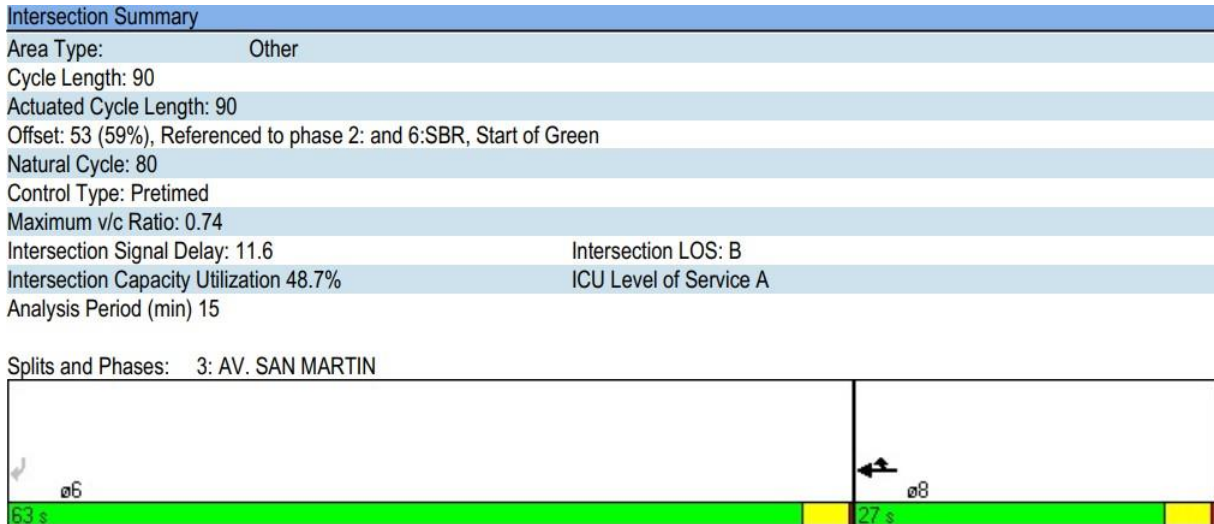 Intersection Summary
Area Type: Other
Cycle Length: 90
Actuated Cycle Length: 90
Offset: 53 (59%), Referenced to phase 2: and 6:SBR, Start of Green
Natural Cycle: 80
Control Type: Pretimed
Maximum v/c Ratio: 0.74
Intersection Signal Delay: 11.6 Intersection LOS: B
Intersection Capacity Utilization 48.7% ICU Level of Service A
Analysis Period (min) 15
Splits and Phases: 3: AV. SAN MARTIN
ø6 ø8
63 s 27 s